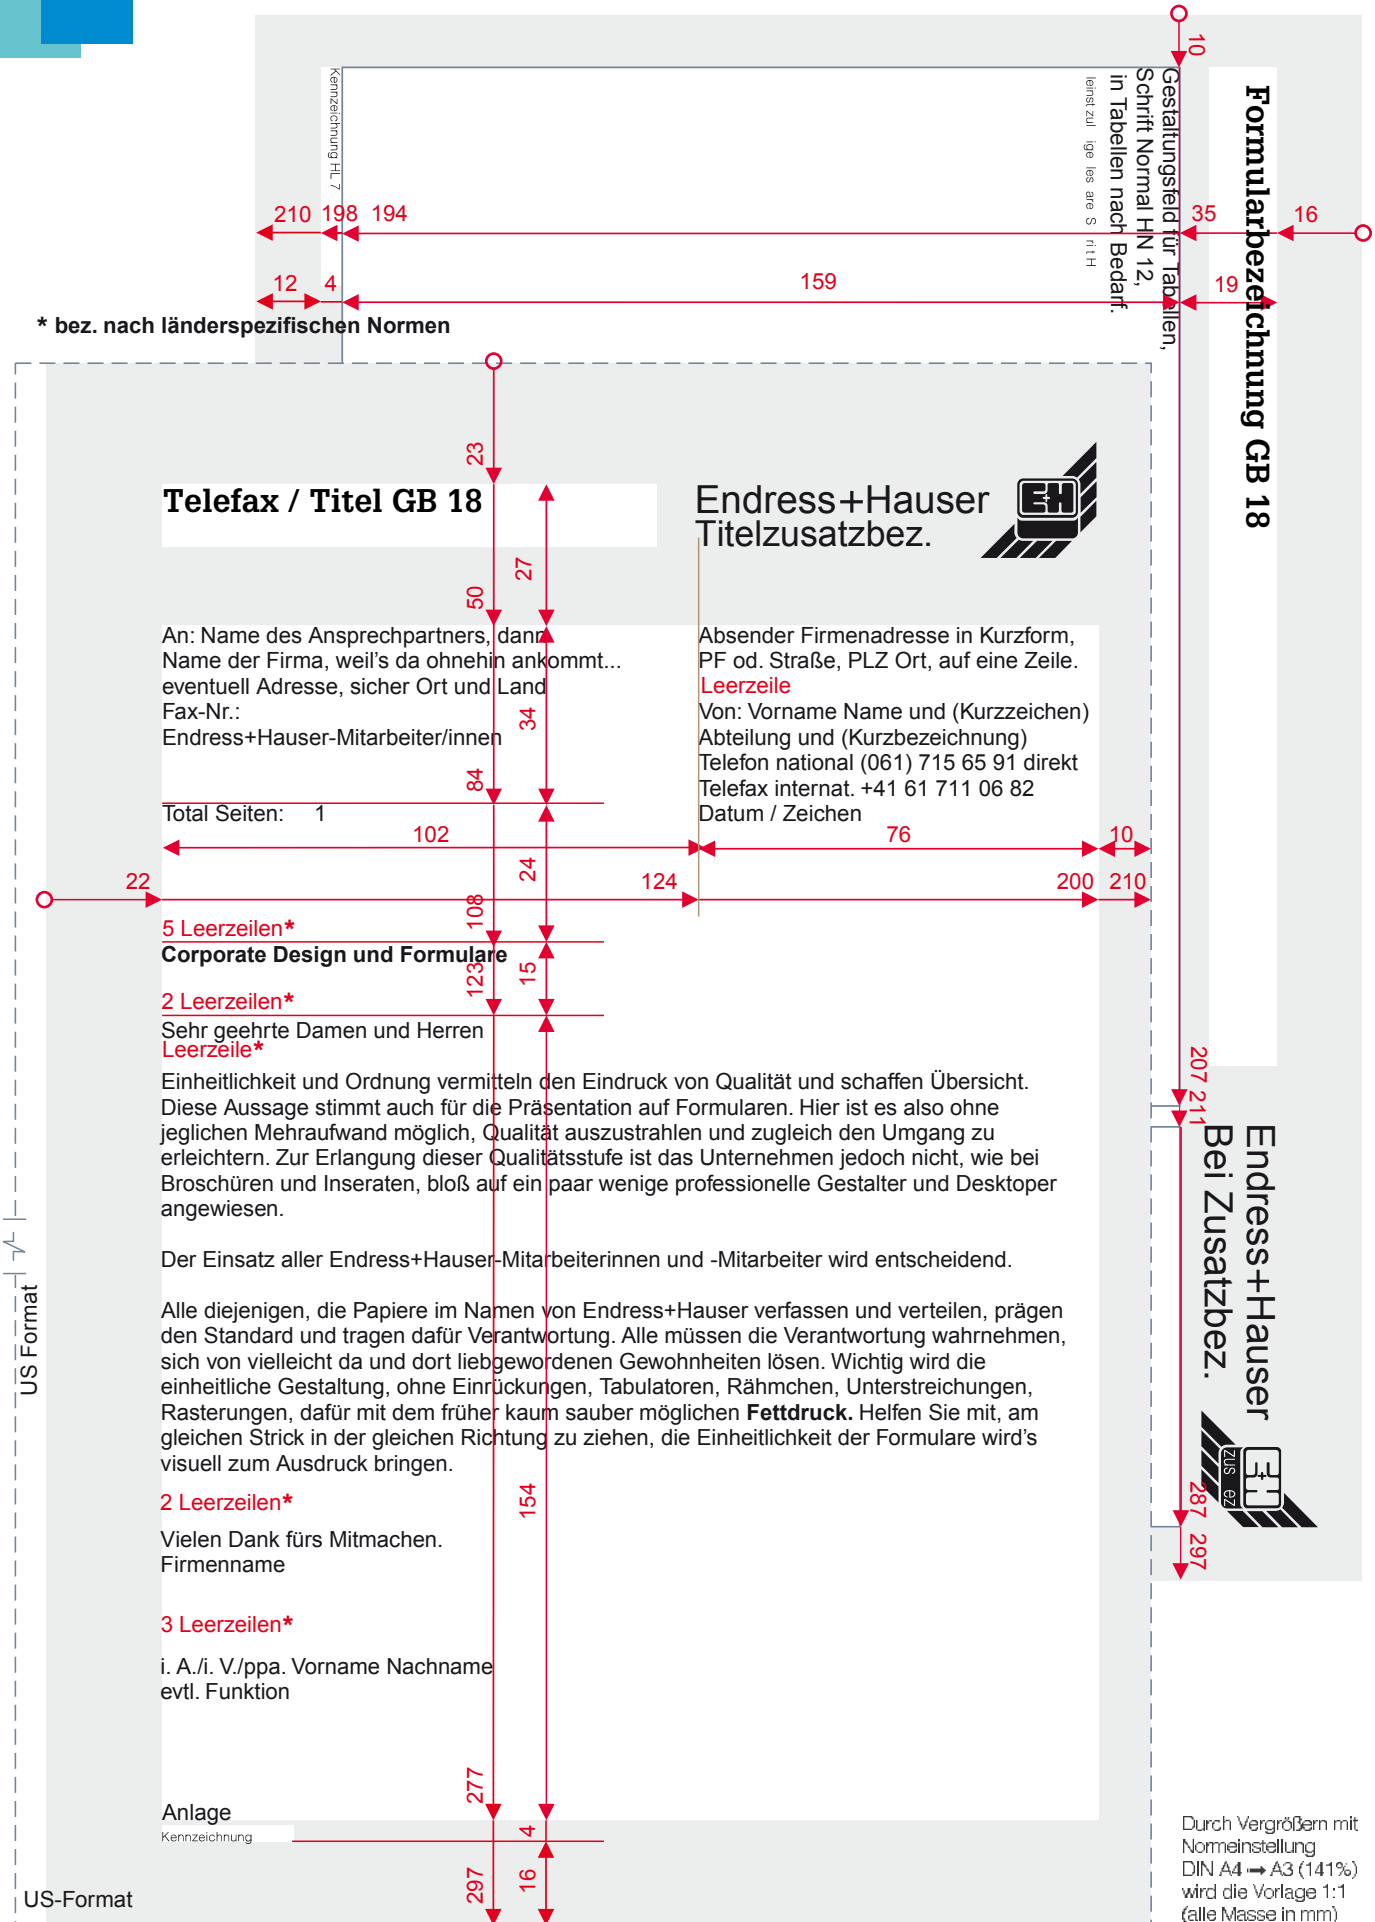 10
Kennzeichnung HL 7
Gestaltungsfeld für Tabellen,
Schrift Normal HN 12,
in Tabellen nach Bedarf.
Formularbezeichnung GB 18
210 198 194 35 16
12 4 159 19
* bez. nach länderspezifischen Normen
23
Telefax / Titel GB 18
Endress+Hauser
Titelzusatzbez.
E+H
50 27
An: Name des Ansprechpartners, dann
Name der Firma, weil's da ohnehin ankommt...
eventuell Adresse, sicher Ort und Land
Fax-Nr.:
Endress+Hauser-Mitarbeiter/innen
84 34
Total Seiten: 1
Absender Firmenadresse in Kurzform,
PF od. Straße, PLZ Ort, auf eine Zeile.
Leerzeile
Von: Vorname Name und (Kurzzeichen)
Abteilung und (Kurzbezeichnung)
Telefon national (061) 715 65 91 direkt
Telefax internat. +41 61 711 06 82
Datum / Zeichen
102 76 10
24
22 124 200 210
108
5 Leerzeilen*
Corporate Design und Formulare
123 15
2 Leerzeilen*
Sehr geehrte Damen und Herren
Leerzeile*
Einheitlichkeit und Ordnung vermitteln den Eindruck von Qualität und schaffen Übersicht.
Diese Aussage stimmt auch für die Präsentation auf Formularen. Hier ist es also ohne
jeglichen Mehraufwand möglich, Qualität auszustrahlen und zugleich den Umgang zu
erleichtern. Zur Erlangung dieser Qualitätsstufe ist das Unternehmen jedoch nicht, wie bei
Broschüren und Inseraten, bloß auf ein paar wenige professionelle Gestalter und Desktoper
angewiesen.
Der Einsatz aller Endress+Hauser-Mitarbeiterinnen und -Mitarbeiter wird entscheidend.
Alle diejenigen, die Papiere im Namen von Endress+Hauser verfassen und verteilen, prägen
den Standard und tragen dafür Verantwortung. Alle müssen die Verantwortung wahrnehmen,
sich von vielleicht da und dort liebgewordenen Gewohnheiten lösen. Wichtig wird die
einheitliche Gestaltung, ohne Einrückungen, Tabulatoren, Rähmchen, Unterstreichungen,
Rasterungen, dafür mit dem früher kaum sauber möglichen Fettdruck. Helfen Sie mit, am
gleichen Strick in der gleichen Richtung zu ziehen, die Einheitlichkeit der Formulare wird's
visuell zum Ausdruck bringen.
2 Leerzeilen*
154
Vielen Dank fürs Mitmachen.
Firmenname
3 Leerzeilen*
i. A./i. V./ppa. Vorname Nachname
evtl. Funktion
277
Anlage
Kennzeichnung
4
297 16
US Format
US-Format
207 211
Endress+Hauser
Bei Zusatzbez.
E+H
287 297
Durch Vergrößern mit
Normeinstellung
DIN A4 → A3 (141%)
wird die Vorlage 1:1
(alle Masse in mm)